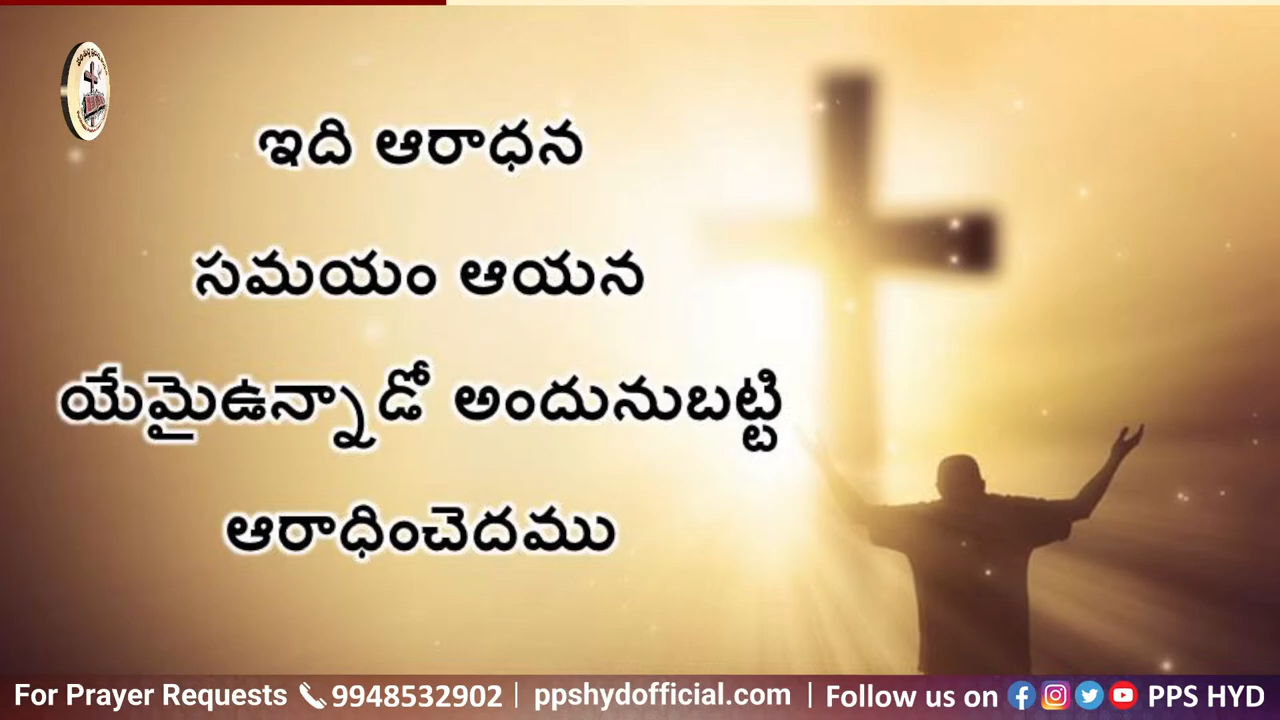 ఇది ఆరాధన
సమయం ఆయన
యేమైఉన్నాడో అందునుబట్టి
ఆరాధించెదము
For Prayer Requests 9948532902 | ppshydofficial.com | Follow us on PPS HYD